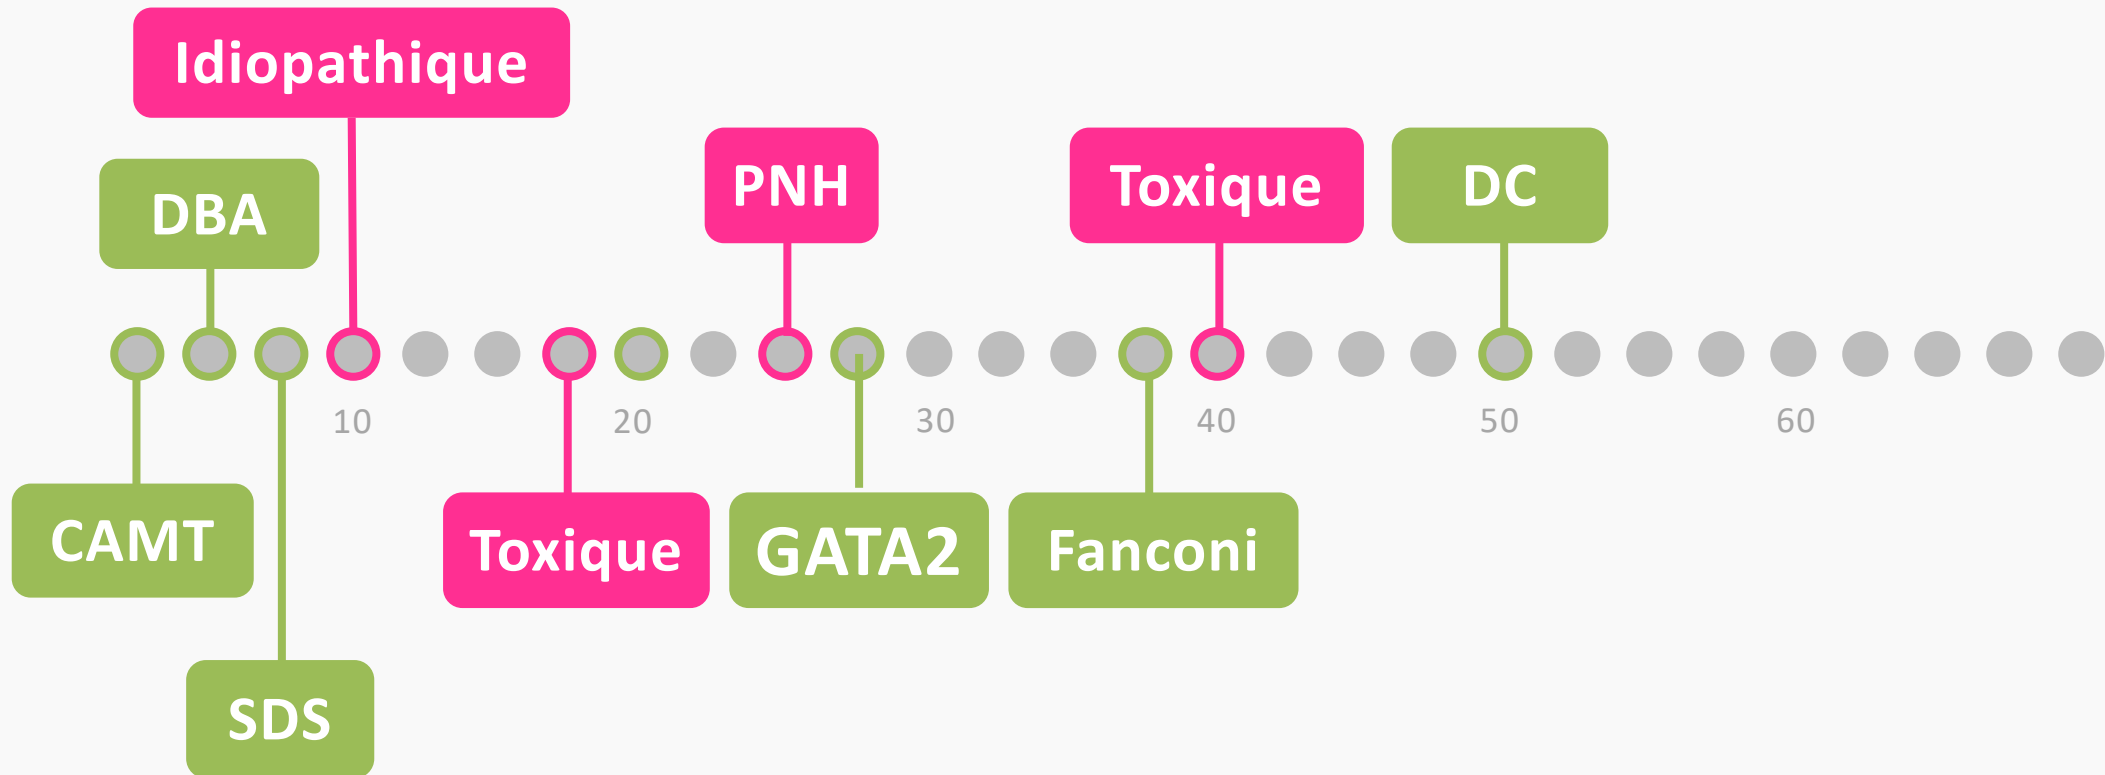 Idiopathique
DBA
PNH
Toxique
DC
10
20
30
40
50
60
CAMT
Toxique
GATA2
Fanconi
SDS